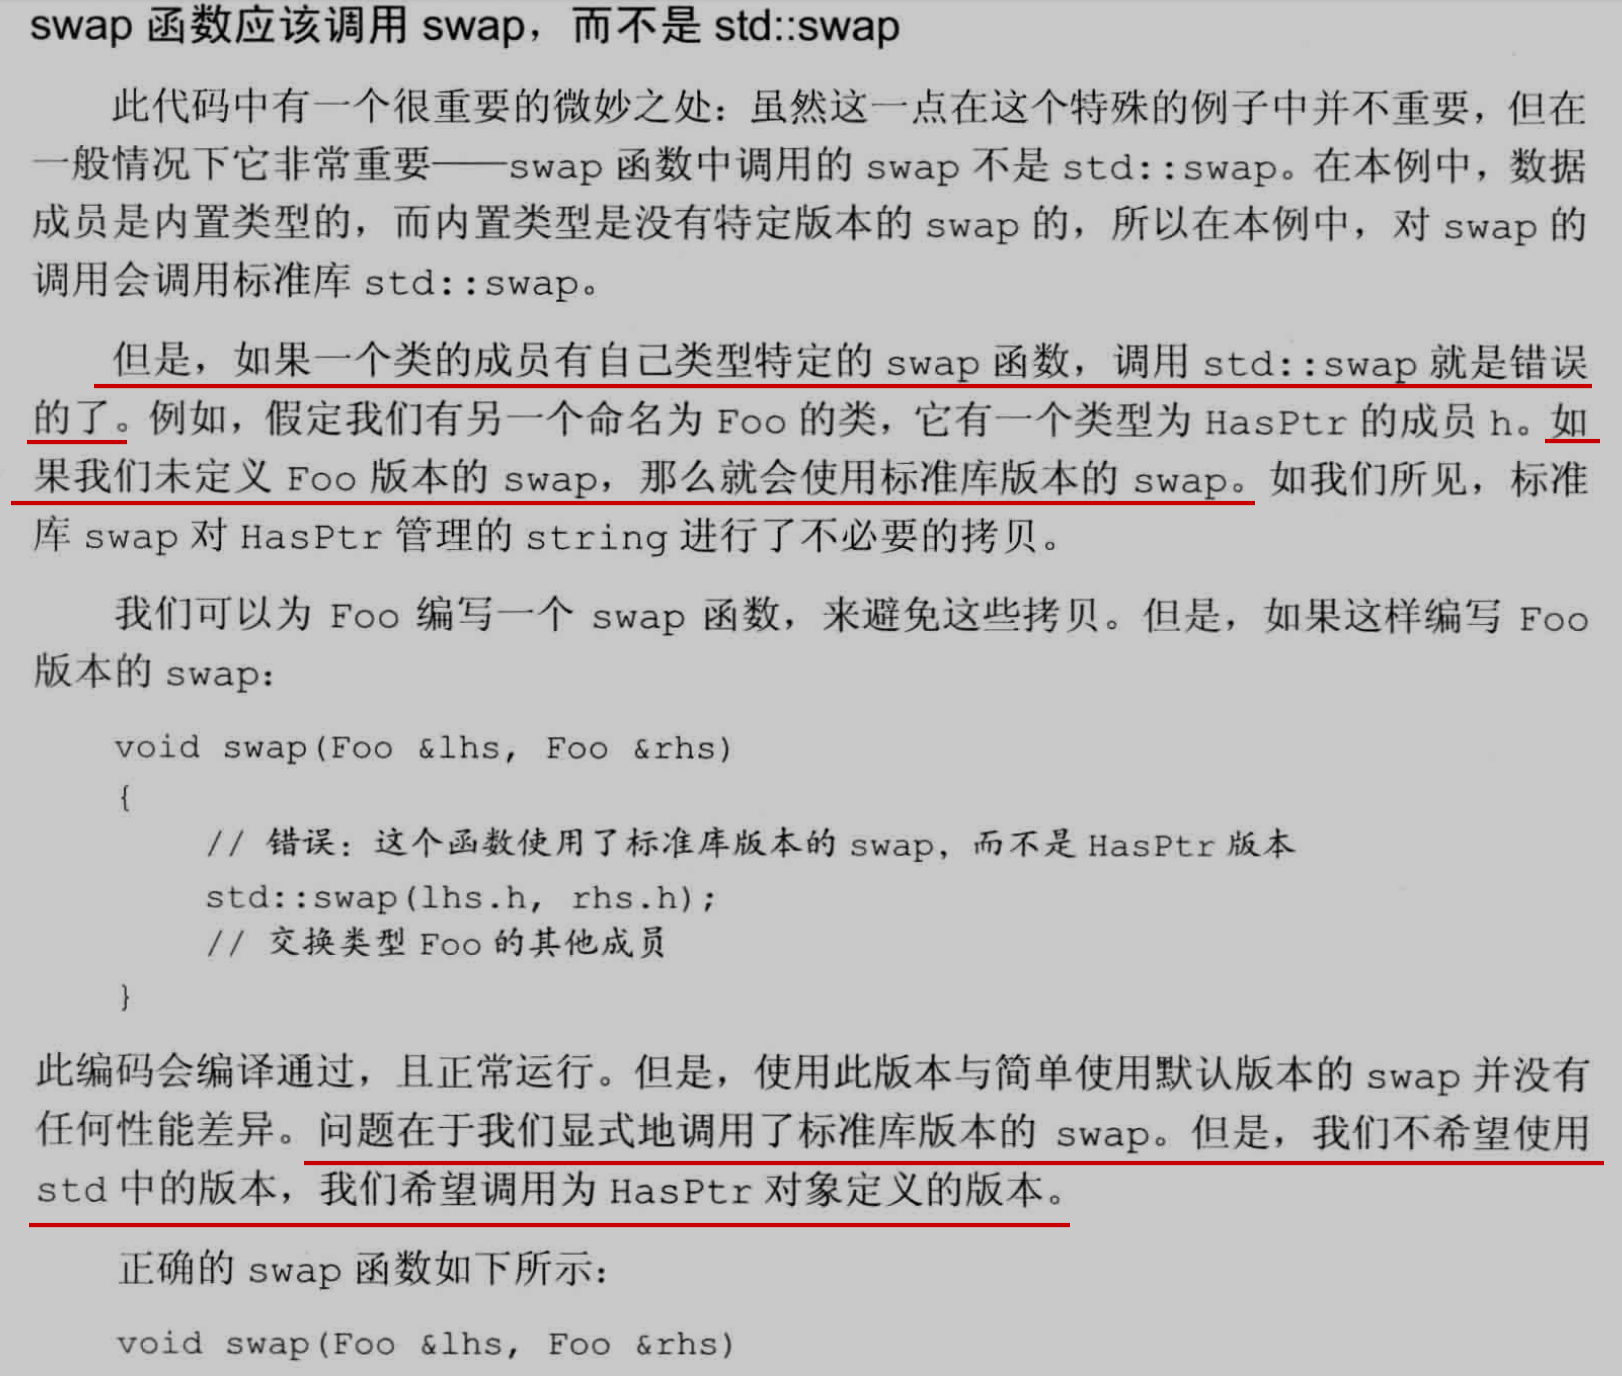 swap 函数应该调用 swap，而不是 std::swap
此代码中有一个很重要的微妙之处：虽然这一点在这个特殊的例子中并不重要，但在
一般情况下它非常重要——swap 函数中调用的 swap 不是 std::swap。在本例中，数据
成员是内置类型的，而内置类型是没有特定版本的 swap 的，所以在本例中，对 swap 的
调用会调用标准库 std::swap。
但是，如果一个类的成员有自己类型特定的 swap 函数，调用 std::swap 就是错误
的了。例如，假定我们有另一个命名为 Foo 的类，它有一个类型为 HasPtr 的成员 h。如
果我们未定义 Foo 版本的 swap，那么就会使用标准库版本的 swap。如我们所见，标准
库 swap 对 HasPtr 管理的 string 进行了不必要的拷贝。
我们可以为 Foo 编写一个 swap 函数，来避免这些拷贝。但是，如果这样编写 Foo
版本的 swap：
void swap(Foo &lhs, Foo &rhs)
{
// 错误：这个函数使用了标准库版本的 swap，而不是 HasPtr 版本
std::swap(lhs.h, rhs.h);
// 交换类型 Foo 的其他成员
}
此编码会编译通过，且正常运行。但是，使用此版本与简单使用默认版本的 swap 并没有
任何性能差异。问题在于我们显式地调用了标准库版本的 swap。但是，我们不希望使用
std 中的版本，我们希望调用为 HasPtr 对象定义的版本。
正确的 swap 函数如下所示：
void swap(Foo &lhs, Foo &rhs)